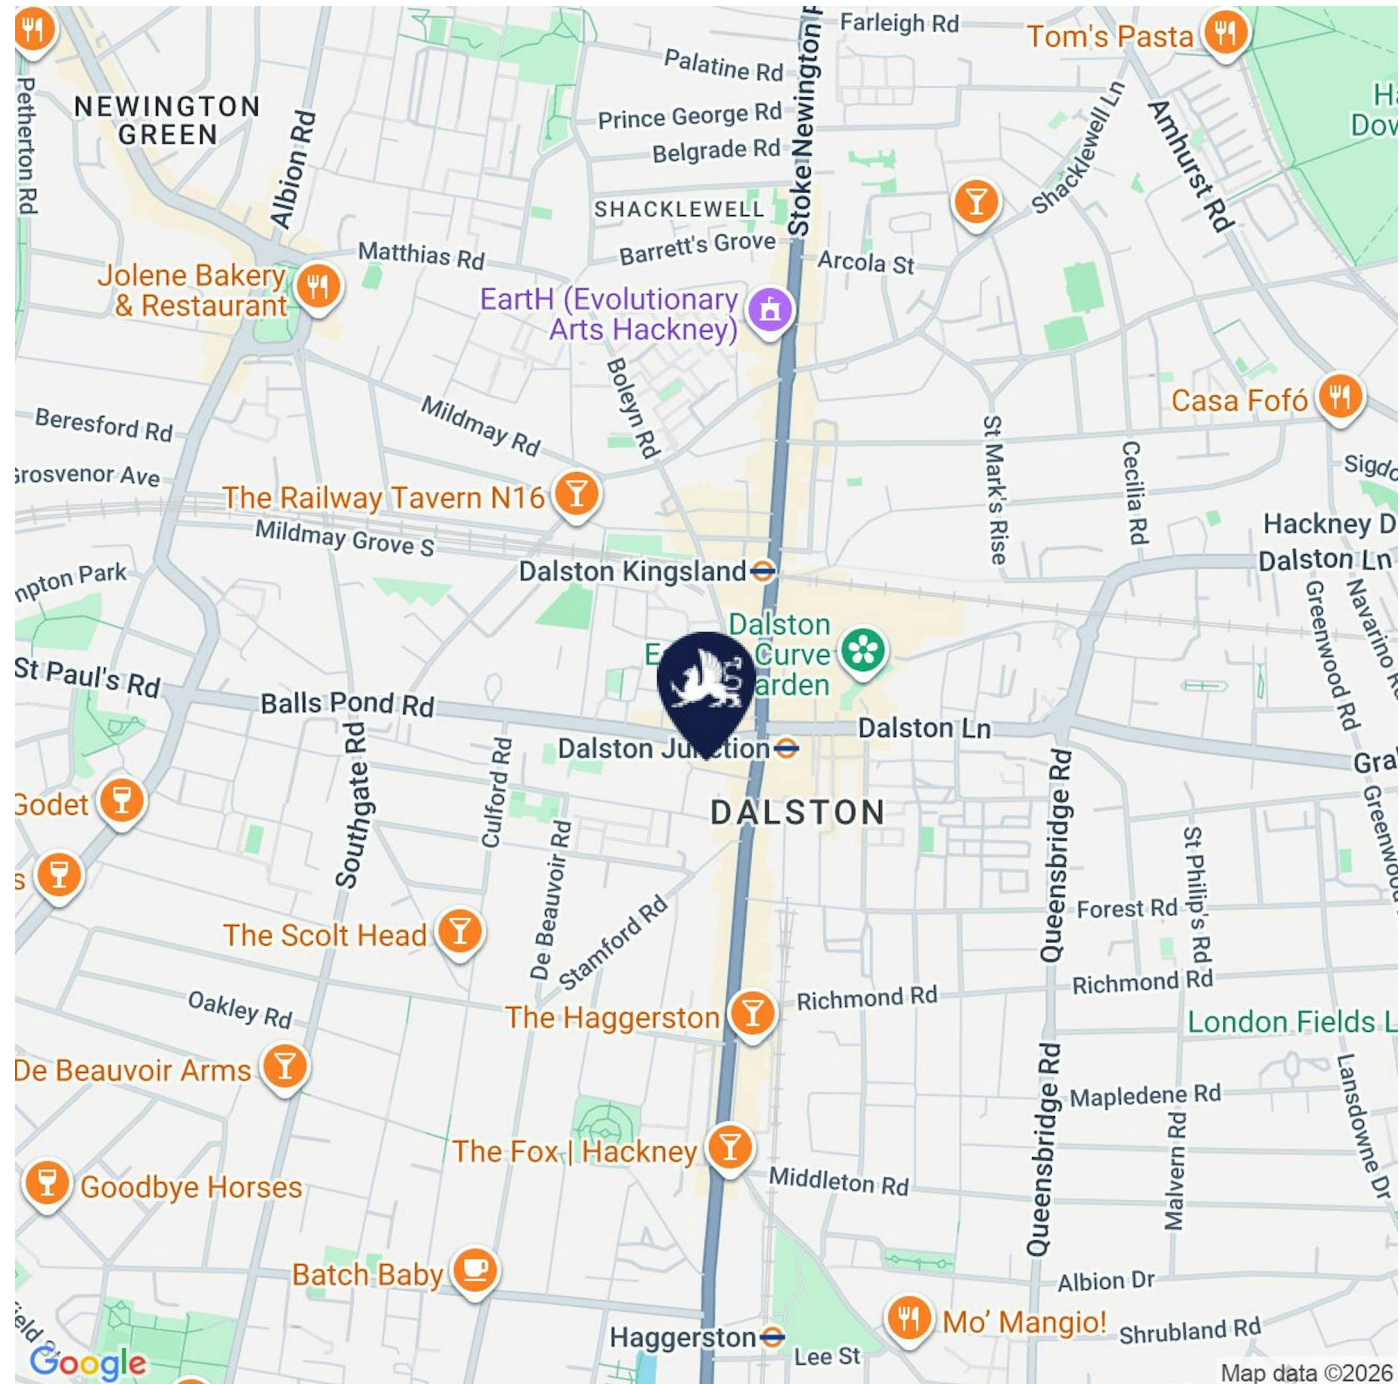 Farleigh Rd
Tom's Pasta
Stoke Newington
Palatine Rd
Petherton Rd
NEWINGTON
GREEN
Albion Rd
Prince George Rd
Belgrade Rd
Shacklewell Ln
Amhurst Rd
SHACKLEWELL
Barrett's Grove
Arcola St
Matthias Rd
Jolene Bakery
& Restaurant
EartH (Evolutionary
Arts Hackney)
Boleyn Rd
Casa Fofó
Beresford Rd
Mildmay Rd
St Mark's Rise
Cecilia Rd
Grosvenor Ave
The Railway Tavern N16
Mildmay Grove S
Hackney D
Dalston Ln
Dalston Kingsland
mpton Park
Greenwood Rd
Navarino R
Dalston
E Curve
arden
St Paul's Rd
Balls Pond Rd
Dalston Ln
Dalston Junction
Gra
Culford Rd
Southgate Rd
Queensbridge Rd
Greenwood
Godet
DALSTON
De Beauvoir Rd
St Philip's Rd
s
Stamford Rd
Forest Rd
The Scolt Head
Richmond Rd
Richmond Rd
Oakley Rd
The Haggerston
London Fields L
De Beauvoir Arms
Queensbridge Rd
Mapledene Rd
Lansdowne Dr
Malvern Rd
The Fox | Hackney
Middleton Rd
Goodbye Horses
Batch Baby
Albion Dr
Mo' Mangio!
Shrubland Rd
Haggerston
Lee St
Google
Map data ©2026